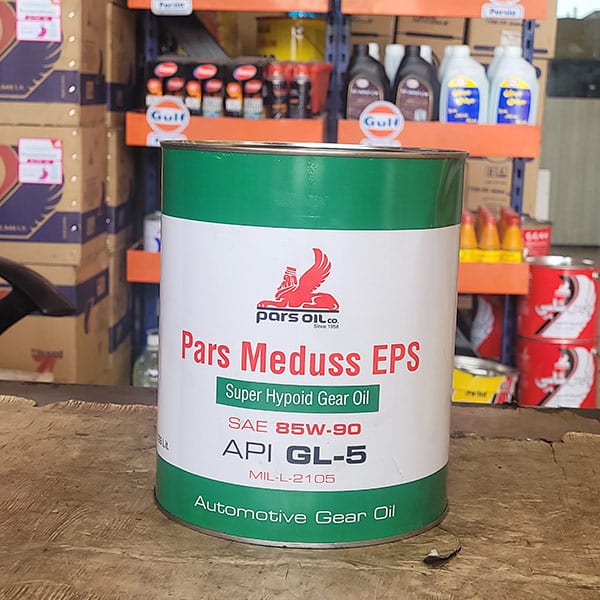 Gulf
Gulf
pars OIL co.
Since 1958
Pars Meduss EPS
Super Hypoid Gear Oil
SAE 85W-90
API GL-5
MIL-L-2105
Lit.
Automotive Gear Oil